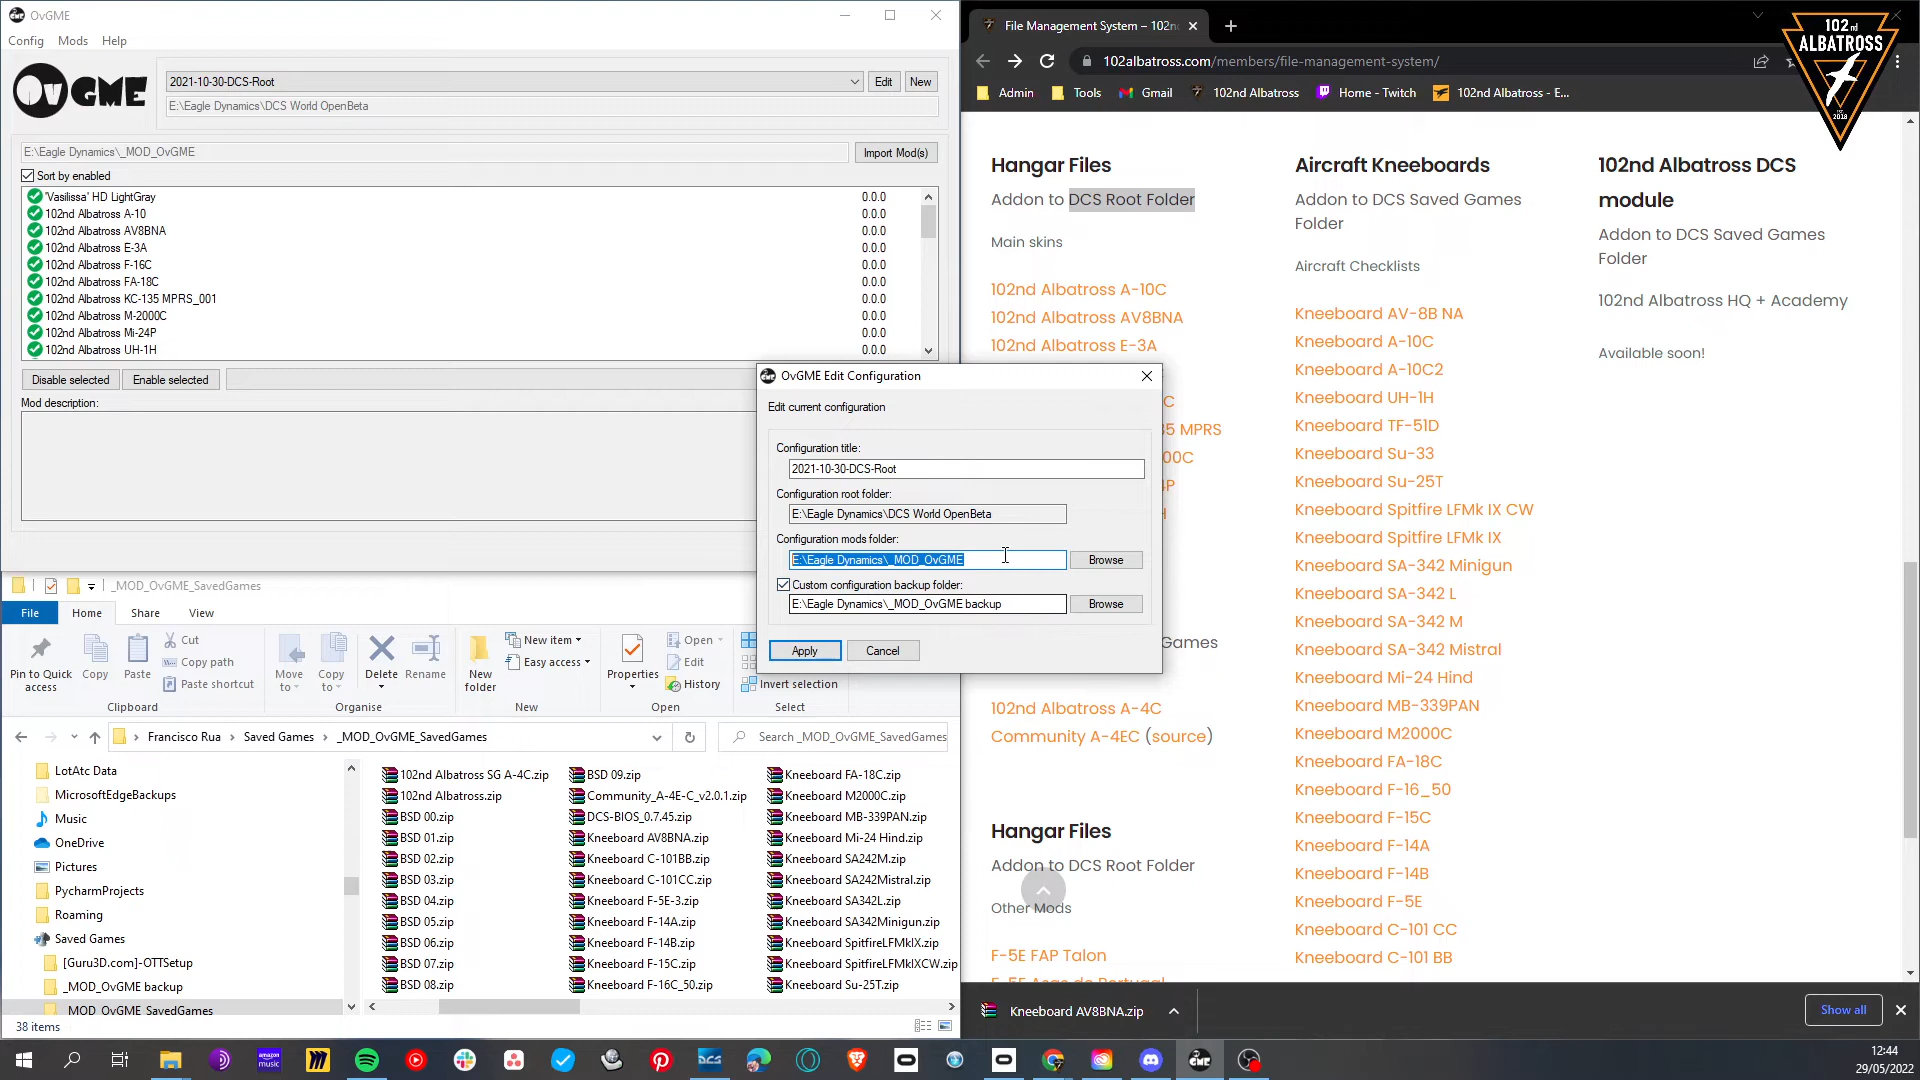 OvGME
Config Mods Help
OvGME
2021-10-30-DCS-Root
Edit
New
E:\Eagle Dynamics\DCS World OpenBeta
E:\Eagle Dynamics\_MOD_OvGME
Import Mod(s)
Sort by enabled
'Vasilissa' HD LightGray 0.0.0
102nd Albatross A-10 0.0.0
102nd Albatross AV8BNA 0.0.0
102nd Albatross E-3A 0.0.0
102nd Albatross F-16C 0.0.0
102nd Albatross FA-18C 0.0.0
102nd Albatross KC-135 MPRS_001 0.0.0
102nd Albatross M-2000C 0.0.0
102nd Albatross Mi-24P 0.0.0
102nd Albatross UH-1H 0.0.0
Disable selected
Enable selected
Mod description:
OvGME Edit Configuration
Edit current configuration
Configuration title:
2021-10-30-DCS-Root
Configuration root folder:
E:\Eagle Dynamics\DCS World OpenBeta
Configuration mods folder:
E:\Eagle Dynamics\_MOD_OvGME
Browse
Custom configuration backup folder:
E:\Eagle Dynamics\_MOD_OvGME backup
Browse
Apply
Cancel
_MOD_OvGME_SavedGames
File Home Share View
Pin to Quick access
Copy
Paste
Cut
Copy path
Paste shortcut
Clipboard
Move to
Copy to
Delete
Rename
Organise
New folder
New item
Easy access
New
Properties
Open
Edit
History
Open
Invert selection
Select
Francisco Rua
Saved Games
_MOD_OvGME_SavedGames
Search _MOD_OvGME_SavedGames
LotAtc Data
MicrosoftEdgeBackups
Music
OneDrive
Pictures
PycharmProjects
Roaming
Saved Games
[Guru3D.com]-OTTSetup
_MOD_OvGME backup
_MOD_OvGME_SavedGames
102nd Albatross SG A-4C.zip
102nd Albatross.zip
BSD 00.zip
BSD 01.zip
BSD 02.zip
BSD 03.zip
BSD 04.zip
BSD 05.zip
BSD 06.zip
BSD 07.zip
BSD 08.zip
BSD 09.zip
Community_A-4E-C_v2.0.1.zip
DCS-BIOS_0.7.45.zip
Kneeboard AV8BNA.zip
Kneeboard C-101BB.zip
Kneeboard C-101CC.zip
Kneeboard F-5E-3.zip
Kneeboard F-14A.zip
Kneeboard F-14B.zip
Kneeboard F-15C.zip
Kneeboard F-16C_50.zip
Kneeboard FA-18C.zip
Kneeboard M2000C.zip
Kneeboard MB-339PAN.zip
Kneeboard Mi-24 Hind.zip
Kneeboard SA242M.zip
Kneeboard SA242Mistral.zip
Kneeboard SA342L.zip
Kneeboard SA342Minigun.zip
Kneeboard SpitfireLFMkIX.zip
Kneeboard SpitfireLFMkIXCW.zip
Kneeboard Su-25T.zip
38 items
File Management System – 102n
102albatross.com/members/file-management-system/
Admin Tools Gmail 102nd Albatross Home - Twitch 102nd Albatross - E...
102nd
ALBATROSS
2018
Hangar Files
Addon to DCS Root Folder
Main skins
102nd Albatross A-10C
102nd Albatross AV8BNA
102nd Albatross E-3A
C
35 MPRS
00C
P
H
Games
102nd Albatross A-4C
Community A-4EC (source)
Hangar Files
Addon to DCS Root Folder
Other Mods
F-5E FAP Talon
F-5E Asas de Portugal
Aircraft Kneeboards
Addon to DCS Saved Games
Folder
Aircraft Checklists
Kneeboard AV-8B NA
Kneeboard A-10C
Kneeboard A-10C2
Kneeboard UH-1H
Kneeboard TF-51D
Kneeboard Su-33
Kneeboard Su-25T
Kneeboard Spitfire LFMk IX CW
Kneeboard Spitfire LFMk IX
Kneeboard SA-342 Minigun
Kneeboard SA-342 L
Kneeboard SA-342 M
Kneeboard SA-342 Mistral
Kneeboard Mi-24 Hind
Kneeboard MB-339PAN
Kneeboard M2000C
Kneeboard FA-18C
Kneeboard F-16_50
Kneeboard F-15C
Kneeboard F-14A
Kneeboard F-14B
Kneeboard F-5E
Kneeboard C-101 CC
Kneeboard C-101 BB
102nd Albatross DCS
module
Addon to DCS Saved Games
Folder
102nd Albatross HQ + Academy
Available soon!
Kneeboard AV8BNA.zip
Show all
amazon music
DCS
GME
12:44
29/05/2022